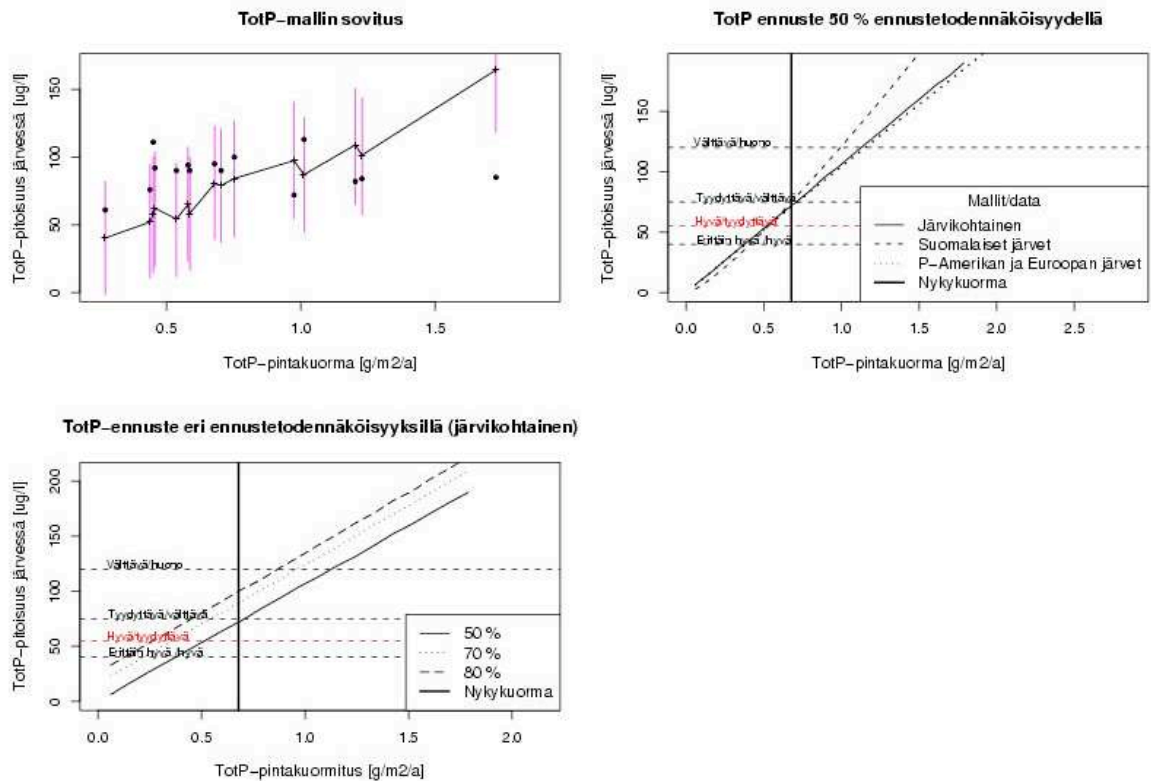 TotP-mallin sovitus
TotP-pitoisuus järvessä [ug/l]
150
100
50
0
0.5
1.0
1.5
TotP-pintakuorma [g/m2/a]
TotP ennuste 50 % ennustetodennäköisyydellä
TotP-pitoisuus järvessä [ug/l]
150
100
50
0
Välttävä/huono
Tyydyttävä/välttävä
Hyvä/tyydyttävä
Erittäin hyvä /hyvä
Mallit/data
Järvikohtainen
Suomalaiset järvet
P-Amerikan ja Euroopan järvet
Nykykuorma
0.0
0.5
1.0
1.5
2.0
2.5
TotP-pintakuorma [g/m2/a]
TotP-ennuste eri ennustetodennäköisyyksillä (järvikohtainen)
TotP-pitoisuus järvessä [ug/l]
200
150
100
50
0
Välttävä/huono
Tyydyttävä/välttävä
Hyvä/tyydyttävä
Erittäin hyvä /hyvä
50 %
70 %
80 %
Nykykuorma
0.0
0.5
1.0
1.5
2.0
TotP-pintakuormitus [g/m2/a]